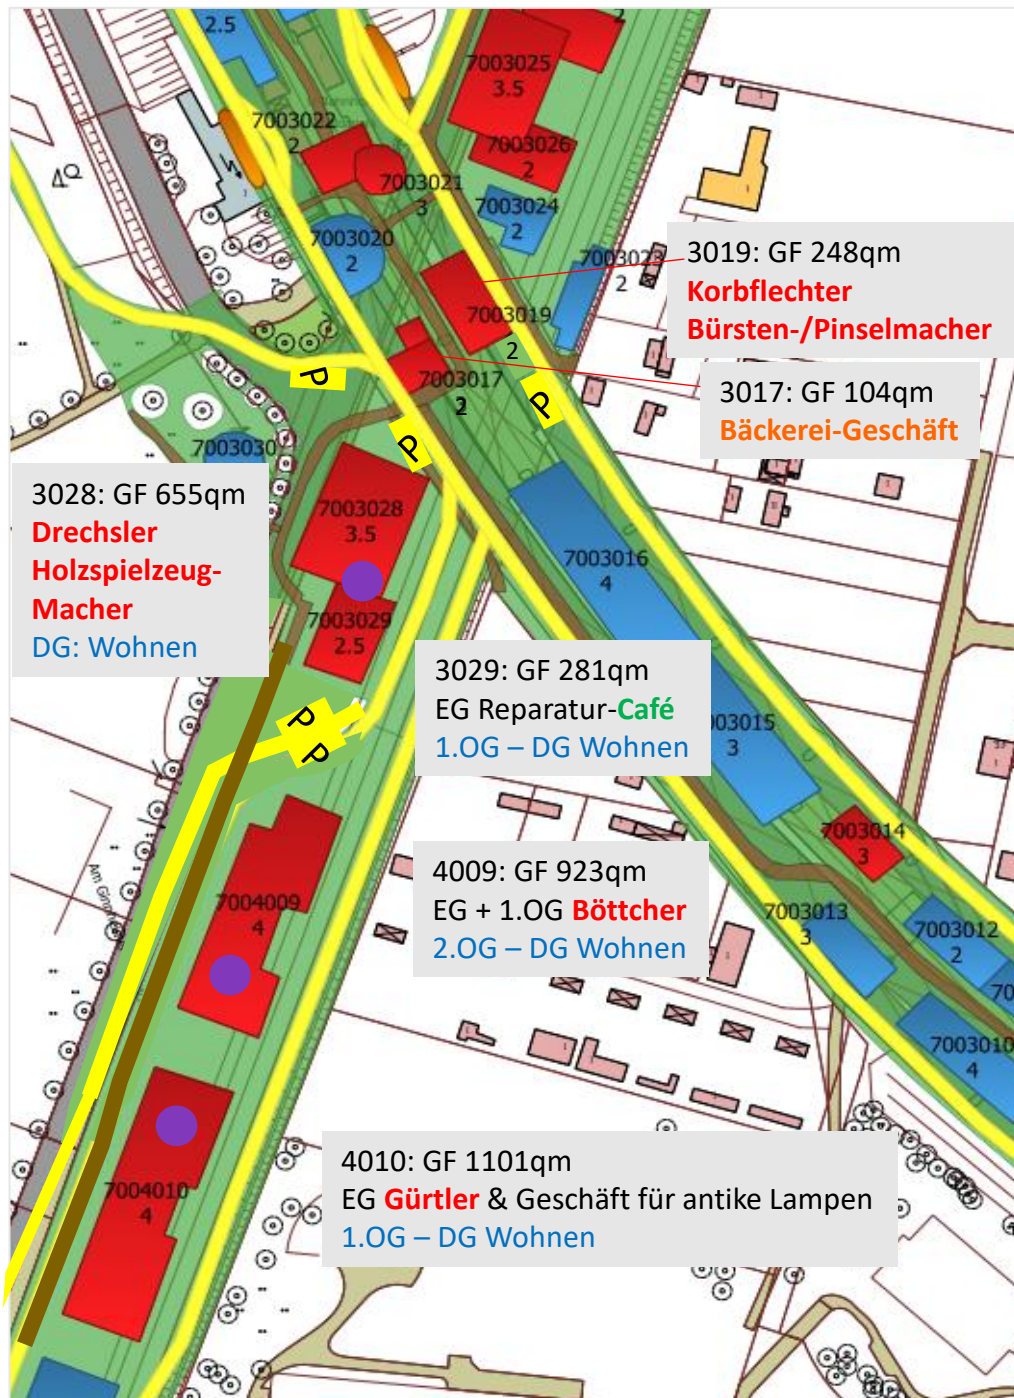 2.5
7003025
3.5
2
7003022
2
7003026
2
7003021
3
7003024
2
7003020
2
7003023
2
3019: GF 248qm
Korbflechter
Bürsten-/Pinselmacher
7003019
2
7003017
2
3017: GF 104qm
Bäckerei-Geschäft
P
P
P
7003030
3028: GF 655qm
Drechsler
Holzspielzeug-
Macher
DG: Wohnen
7003028
3.5
7003016
4
7003029
2.5
3029: GF 281qm
EG Reparatur-Café
1.OG – DG Wohnen
003015
3
P
P
7003014
3
4009: GF 923qm
EG + 1.OG Böttcher
2.OG – DG Wohnen
7004009
4
7003013
3
7003012
2
70
7003010
4
4010: GF 1101qm
EG Gürtler & Geschäft für antike Lampen
1.OG – DG Wohnen
7004010
4